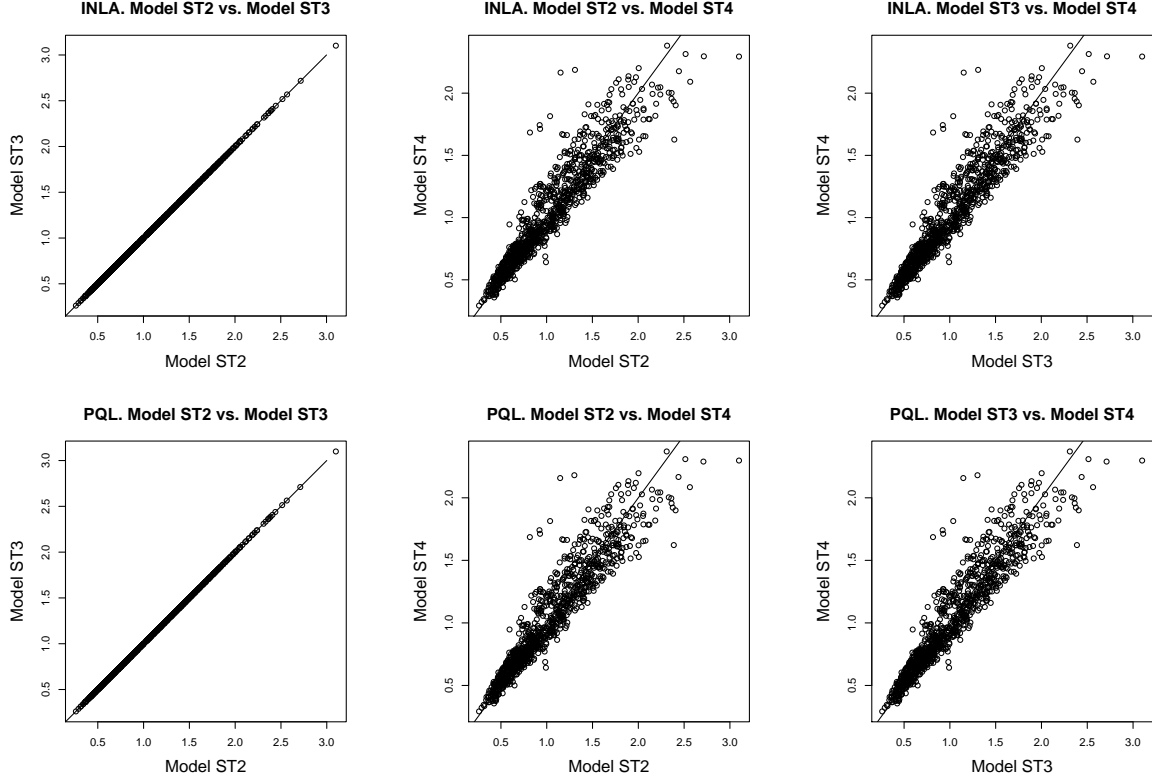 INLA. Model ST2 vs. Model ST3
Model ST3
3.0
2.5
2.0
1.5
1.0
0.5
0.5 1.0 1.5 2.0 2.5 3.0
Model ST2
INLA. Model ST2 vs. Model ST4
Model ST4
2.0
1.5
1.0
0.5
0.5 1.0 1.5 2.0 2.5 3.0
Model ST2
INLA. Model ST3 vs. Model ST4
Model ST4
2.0
1.5
1.0
0.5
0.5 1.0 1.5 2.0 2.5 3.0
Model ST3
PQL. Model ST2 vs. Model ST3
Model ST3
3.0
2.5
2.0
1.5
1.0
0.5
0.5 1.0 1.5 2.0 2.5 3.0
Model ST2
PQL. Model ST2 vs. Model ST4
Model ST4
2.0
1.5
1.0
0.5
0.5 1.0 1.5 2.0 2.5 3.0
Model ST2
PQL. Model ST3 vs. Model ST4
Model ST4
2.0
1.5
1.0
0.5
0.5 1.0 1.5 2.0 2.5 3.0
Model ST3